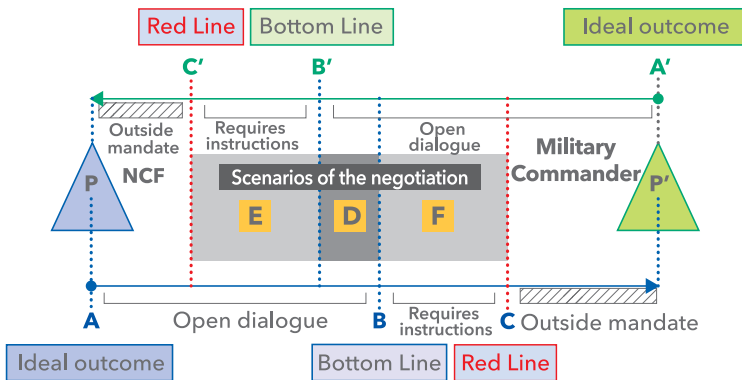 Red Line
Bottom Line
Ideal outcome
C’
B’
A’
Outside
mandate
Requires
instructions
Open
dialogue
NCF
Military
Commander
P
P’
Scenarios of the negotiation
E
D
F
A
Open dialogue
B
Requires
instructions
C
Outside mandate
Ideal outcome
Bottom Line
Red Line